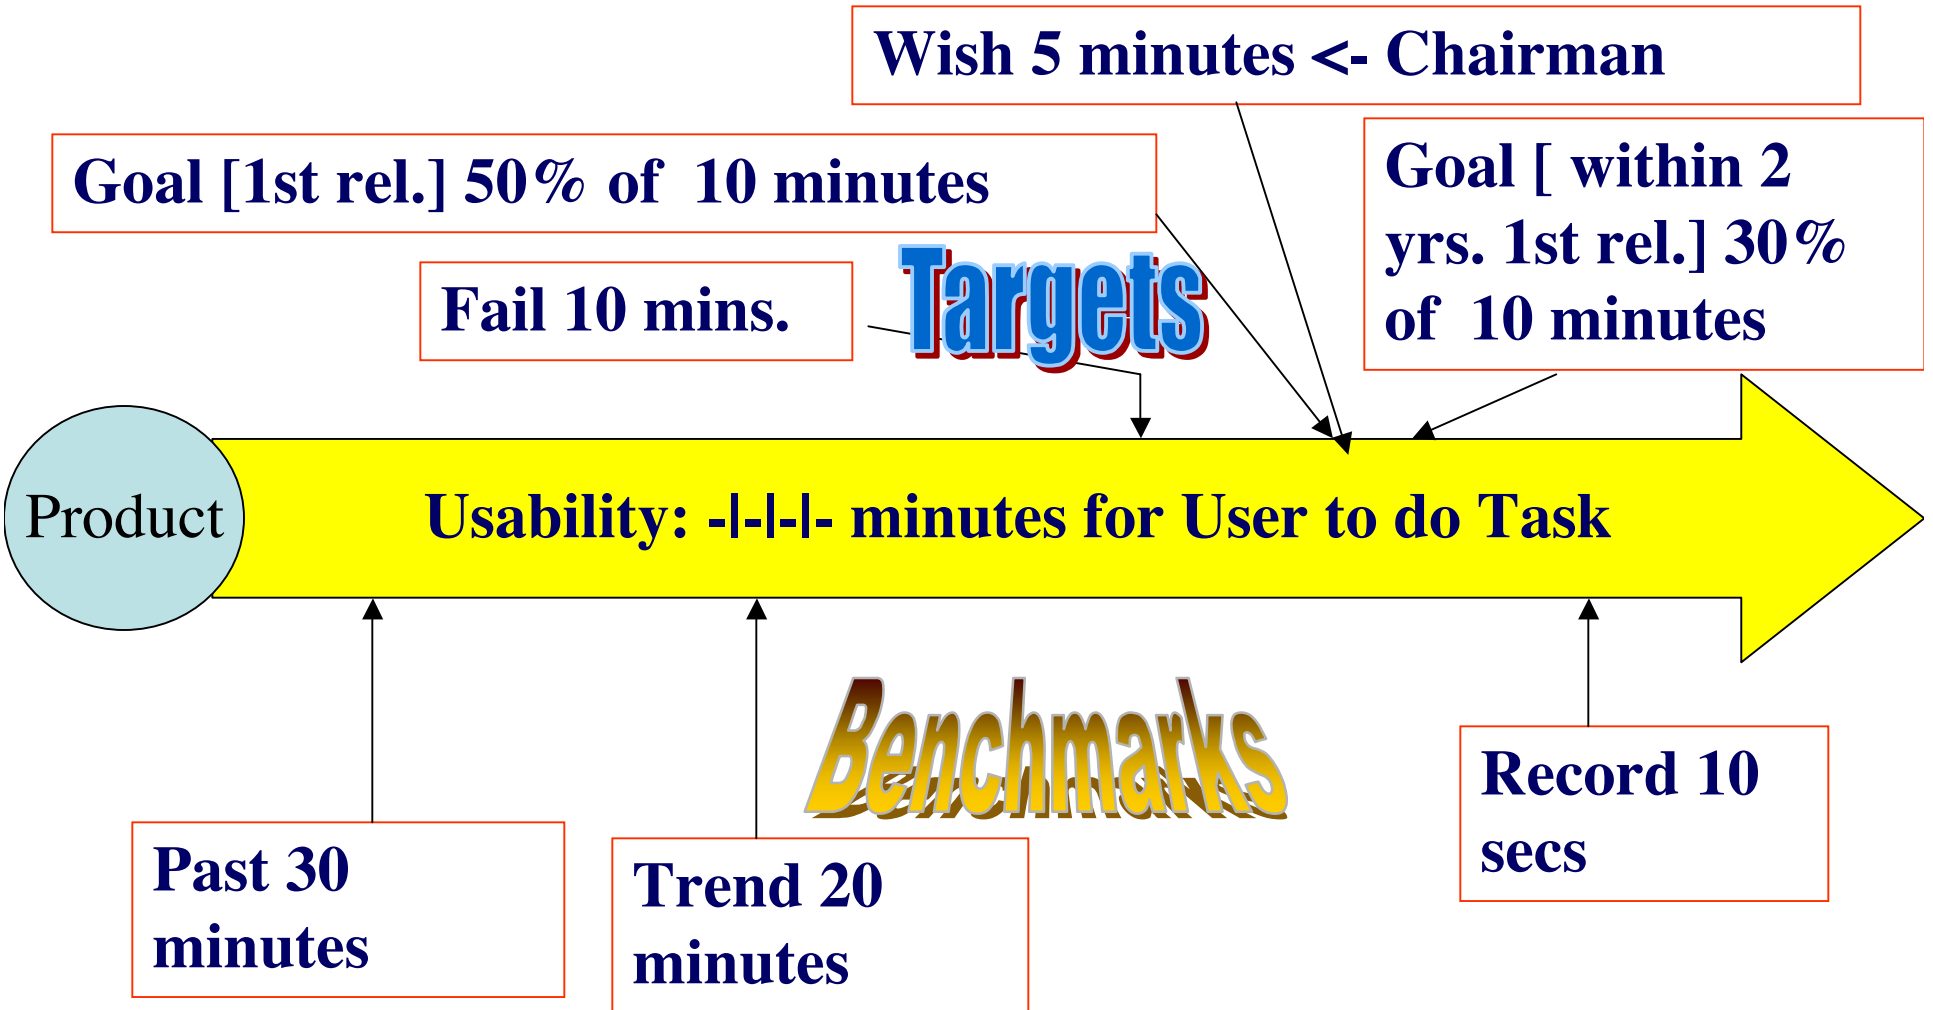 Wish 5 minutes <- Chairman
Goal [1st rel.] 50% of 10 minutes
Goal [ within 2
yrs. 1st rel.] 30%
of 10 minutes
Fail 10 mins.
Targets
Product
Usability: -|-|-|- minutes for User to do Task
Benchmarks
Past 30
minutes
Trend 20
minutes
Record 10
secs